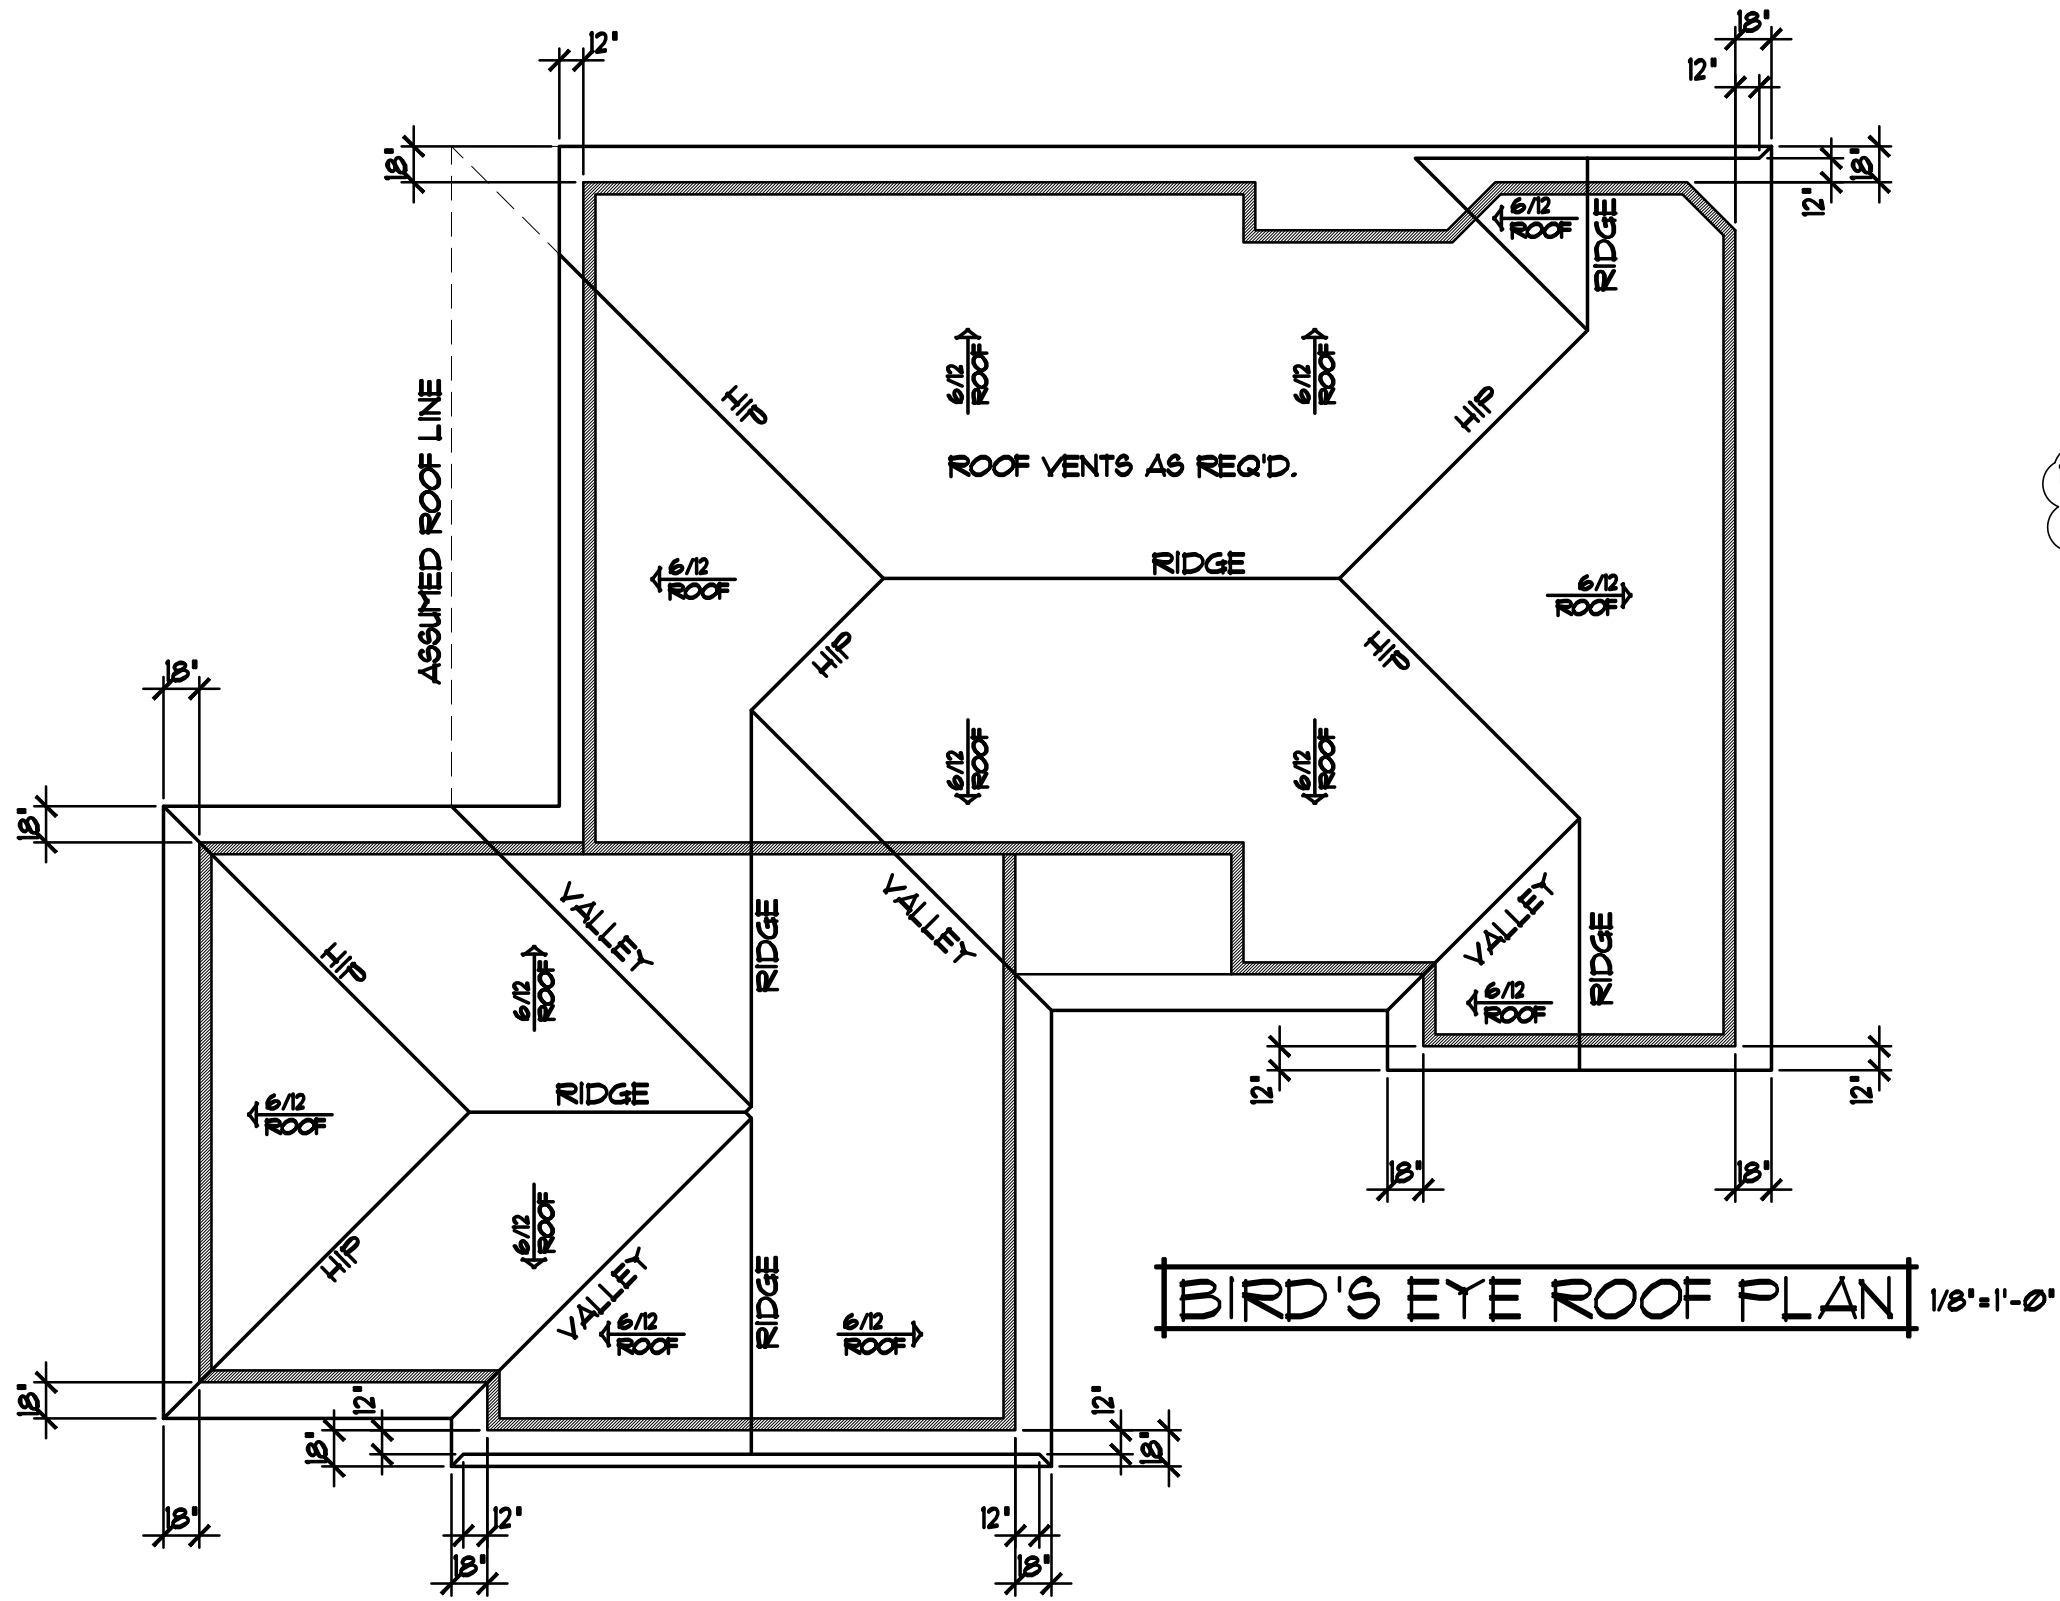 18"
12"
12"
18"
18"
12"
6/12
ROOF
RIDGE
HIP
6/12
ROOF
6/12
ROOF
HIP
ASSUMED ROOF LINE
ROOF VENTS AS REQ'D.
RIDGE
6/12
ROOF
6/12
ROOF
HIP
HIP
18"
6/12
ROOF
6/12
ROOF
18"
VALLEY
VALLEY
RIDGE
VALLEY
RIDGE
HIP
6/12
ROOF
6/12
ROOF
RIDGE
6/12
ROOF
12"
12"
18"
18"
6/12
ROOF
HIP
VALLEY
RIDGE
BIRD'S EYE ROOF PLAN
1/8"=1'-0"
6/12
ROOF
6/12
ROOF
18"
12"
12"
18"
18"
18"
12"
12"
18"
18"